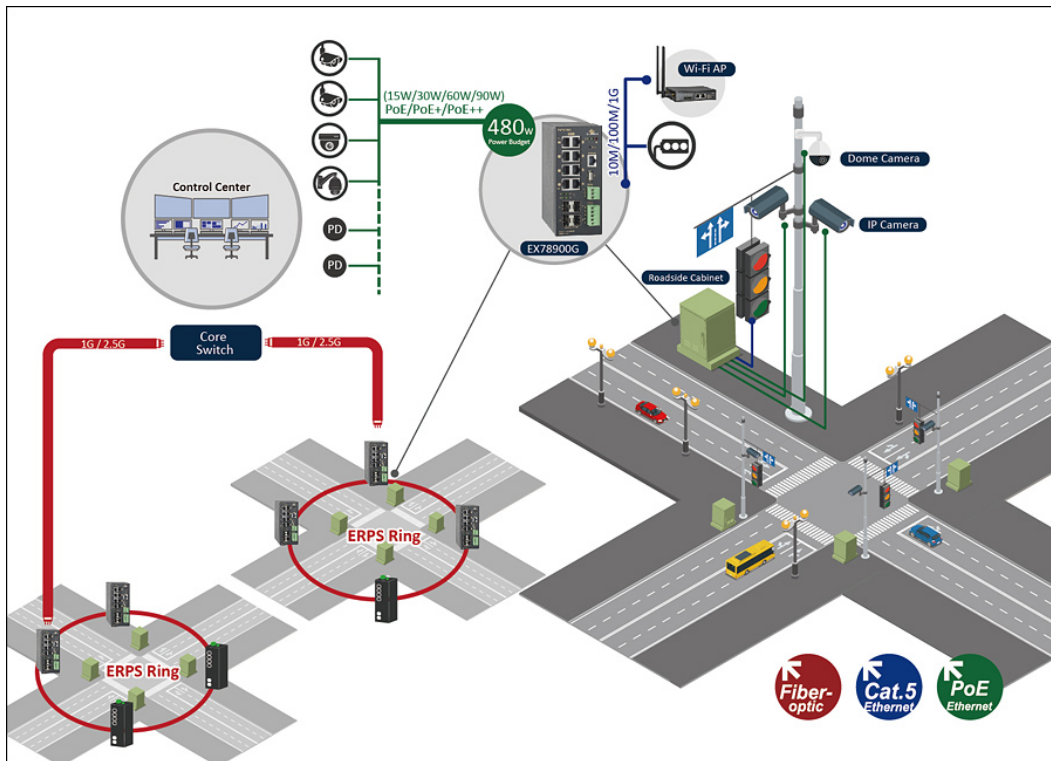 (15W/30W/60W/90W)
PoE/PoE+/PoE++
480W
Power Budget
10M/100M/1G
Wi-Fi AP
Dome Camera
IP Camera
Control Center
PD
PD
EX78900G
Roadside Cabinet
1G / 2.5G
Core
Switch
1G / 2.5G
ERPS Ring
ERPS Ring
Fiber-
optic
Cat.5
Ethernet
PoE
Ethernet